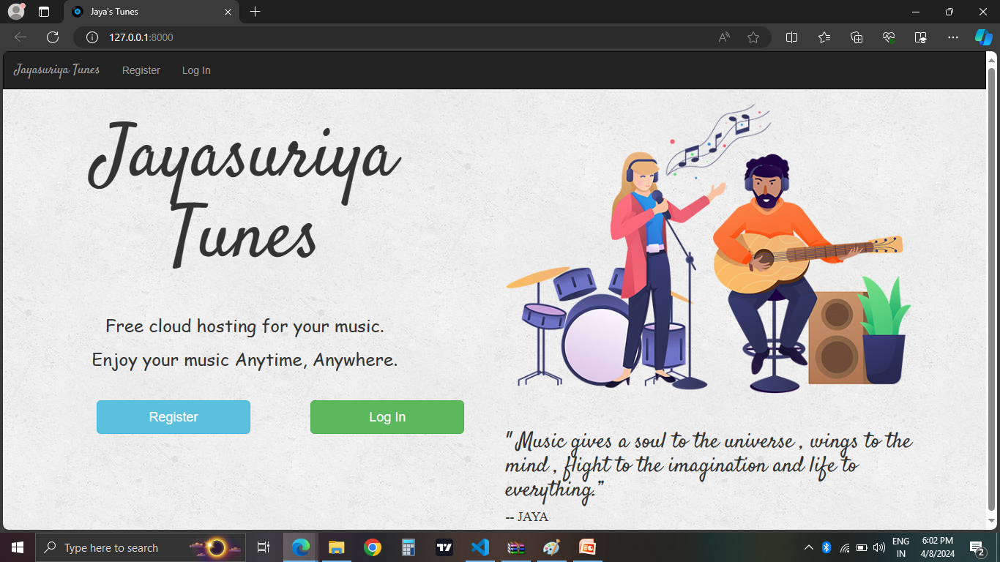 Jaya's Tunes
127.0.0.1:8000
Jayasuriya Tunes
Register
Log In
Jayasuriya
Tunes
Free cloud hosting for your music.
Enjoy your music Anytime, Anywhere.
Register
Log In
"Music gives a soul to the universe , wings to the
mind , flight to the imagination and life to
everything.”
-- JAYA
Type here to search
ENG
IN
6:02 PM
4/8/2024
2